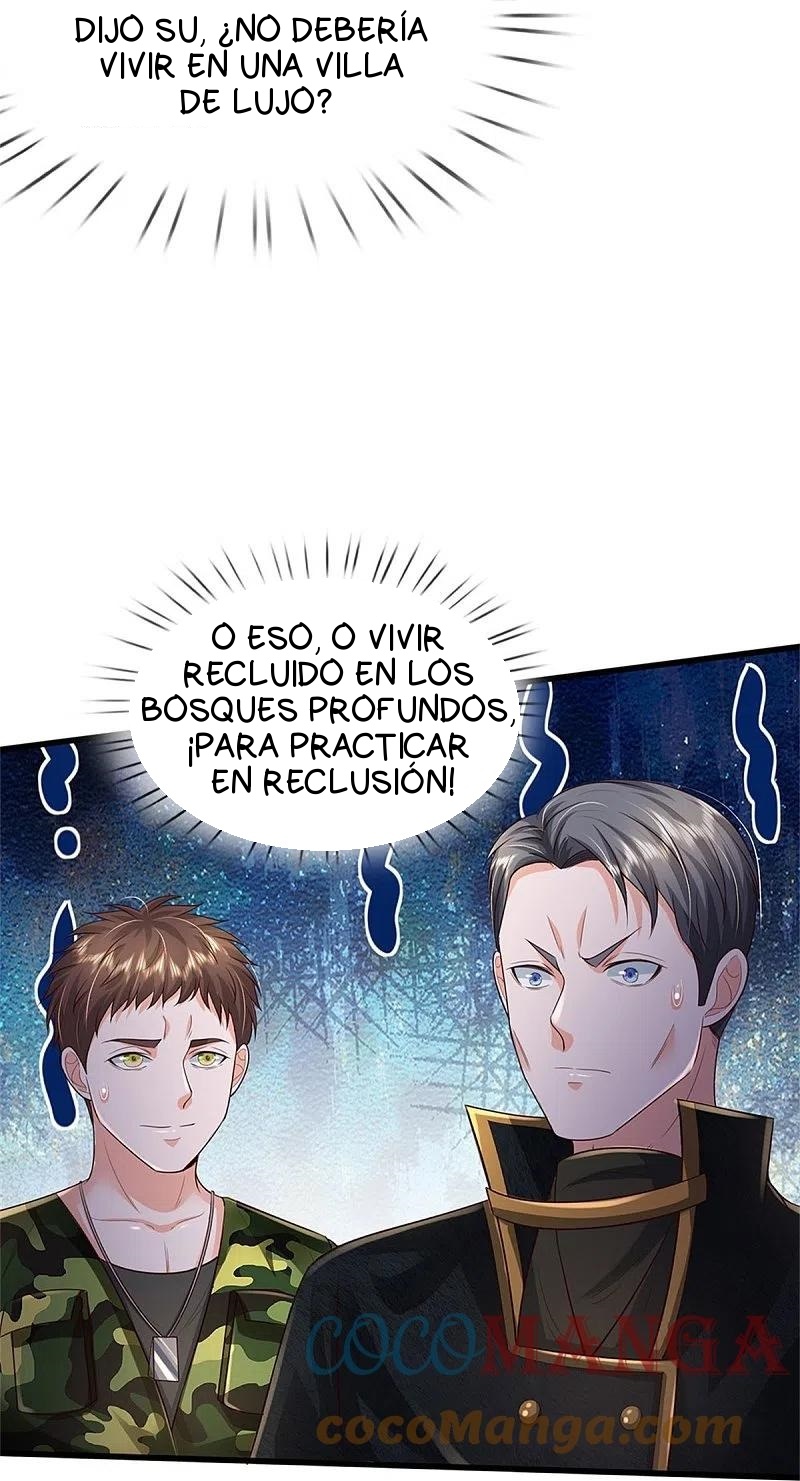 DIJO SU, ¿NO DEBERÍA
VIVIR EN UNA VILLA
DE LUJO?
O ESO, O VIVIR
RECLUIDO EN LOS
BOSQUES PROFUNDOS,
¡PARA PRACTICAR
EN RECLUSIÓN!
COCOMANGA
cocoManga.com